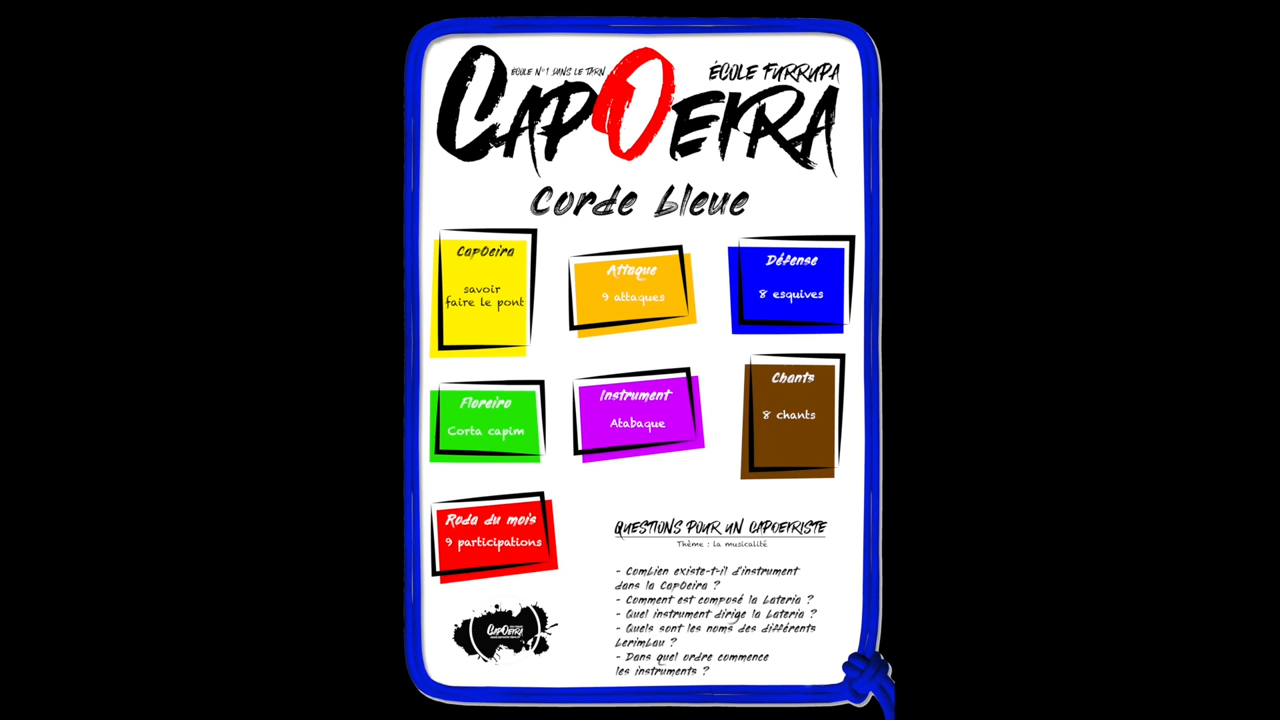 ÉCOLE N°1 DANS LE TARN
ÉCOLE FURRUPA
CAPOEIRA
Corde bleue
CapOeira
savoir
faire le pont
Attaque
9 attaques
Défense
8 esquives
Floreiro
Corta capim
Instrument
Atabaque
Chants
8 chants
Roda du mois
9 participations
QUESTIONS POUR UN CAPOEIRISTE
Thème : la musicalité
- Combien existe-t-il d'instrument
dans la CapOeira ?
- Comment est composé la bateria ?
- Quel instrument dirige la bateria ?
- Quels sont les noms des différents
berimbau ?
- Dans quel ordre commence
les instruments ?
CAPOEIRA